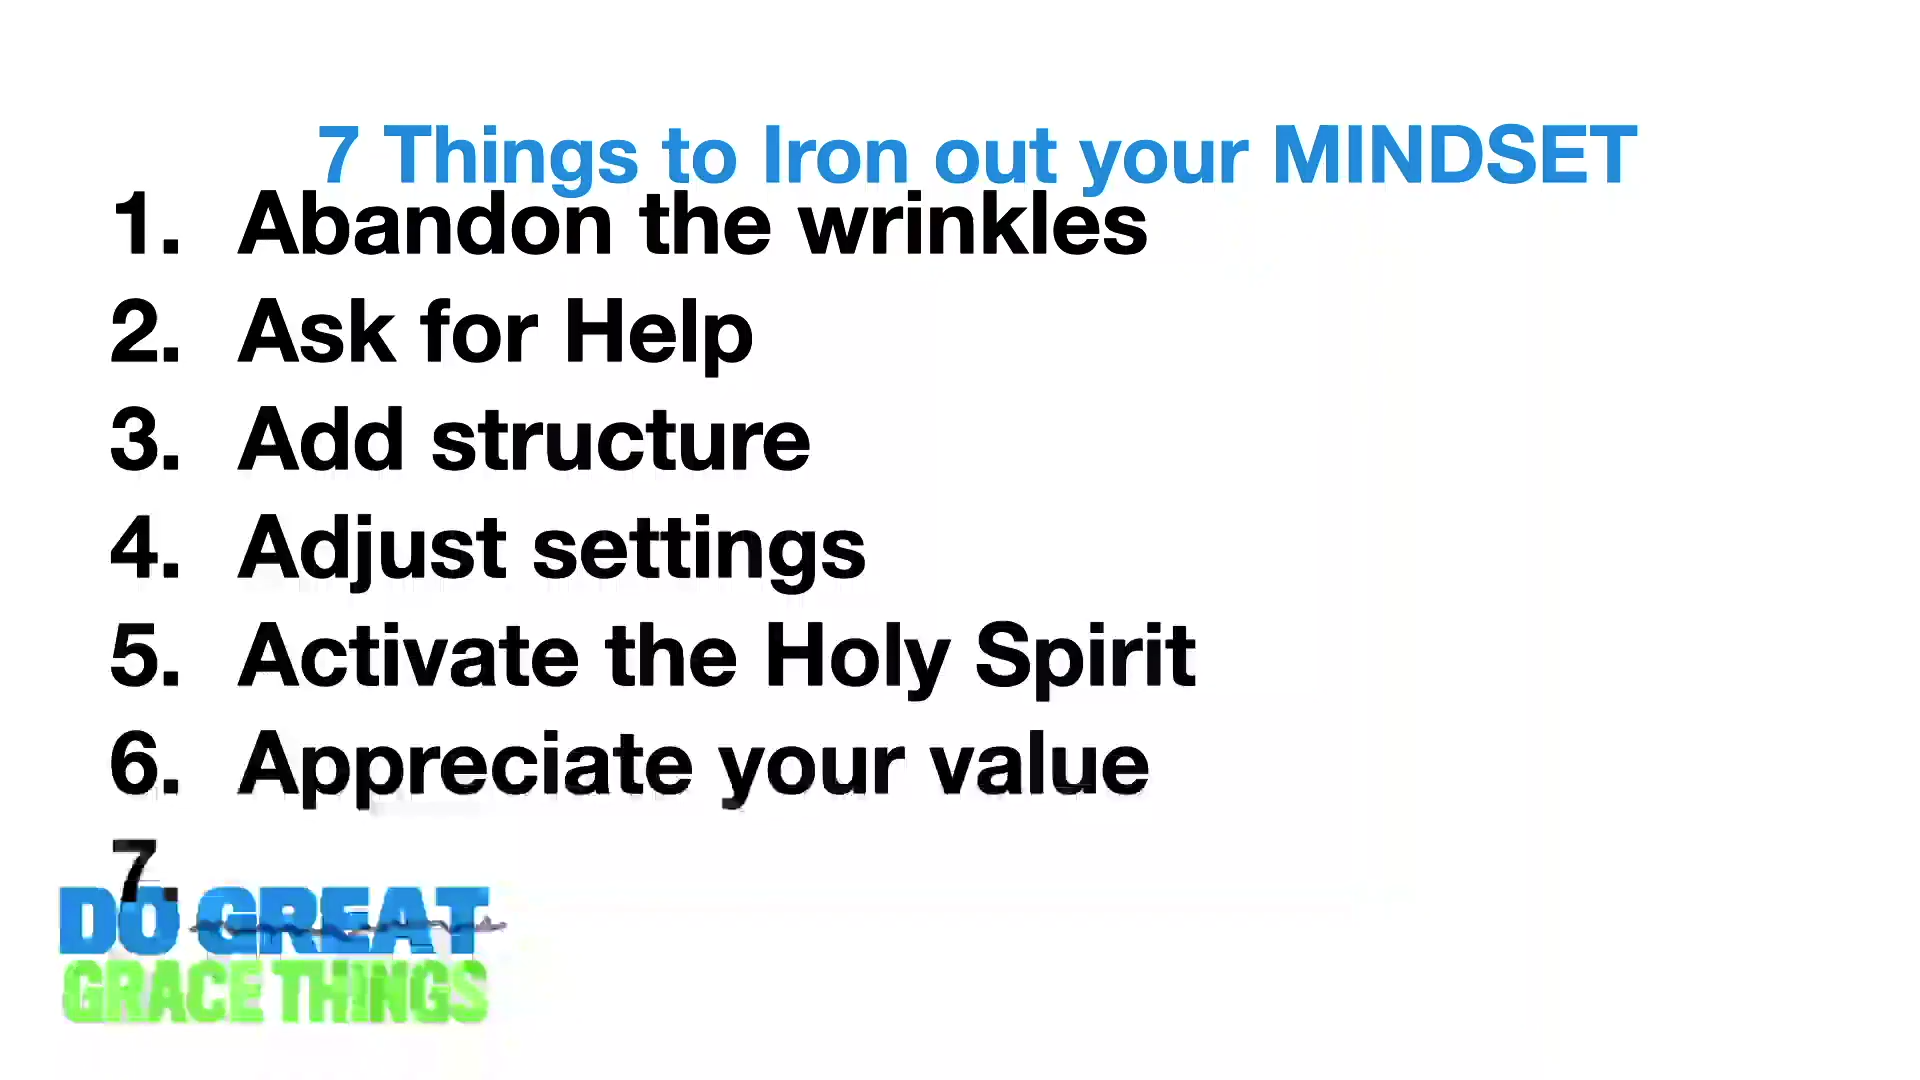 7 Things to Iron out your MINDSET
1. Abandon the wrinkles
2. Ask for Help
3. Add structure
4. Adjust settings
5. Activate the Holy Spirit
6. Appreciate your value
7.
DO GREAT
GRACE THINGS